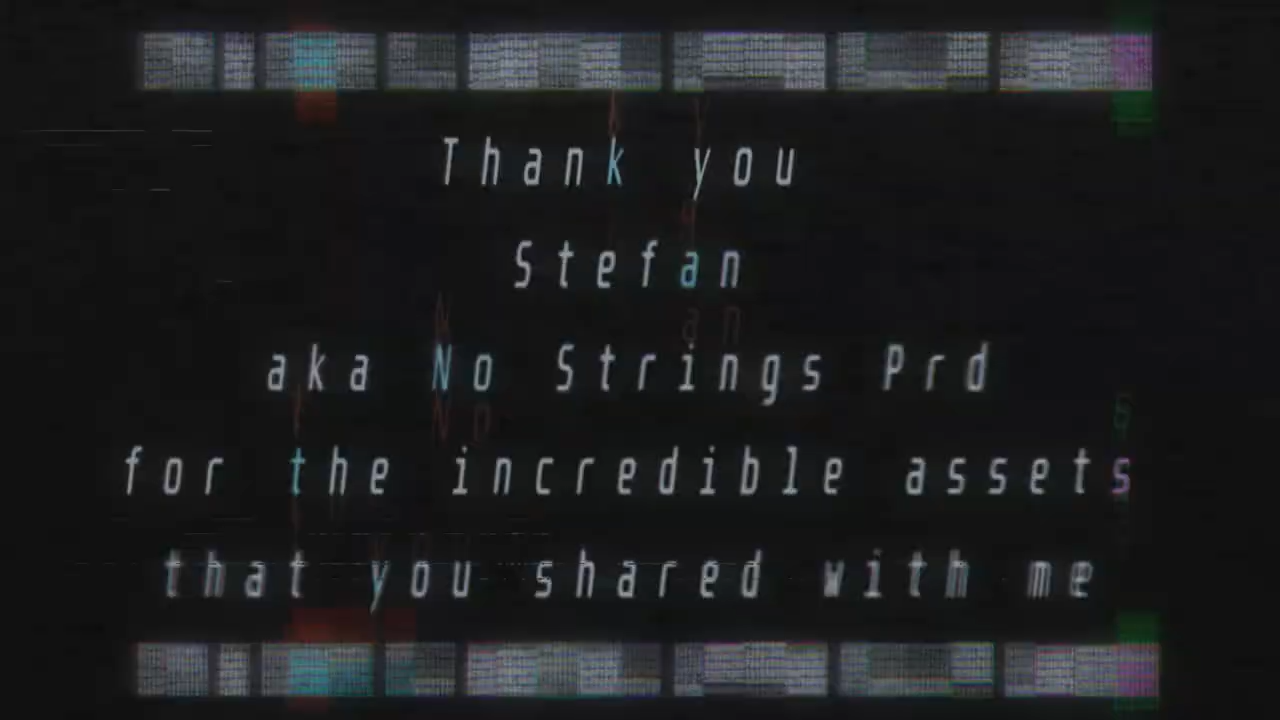 Thank you
Stefan
aka No Strings Prd
for the incredible assets
that you shared with me